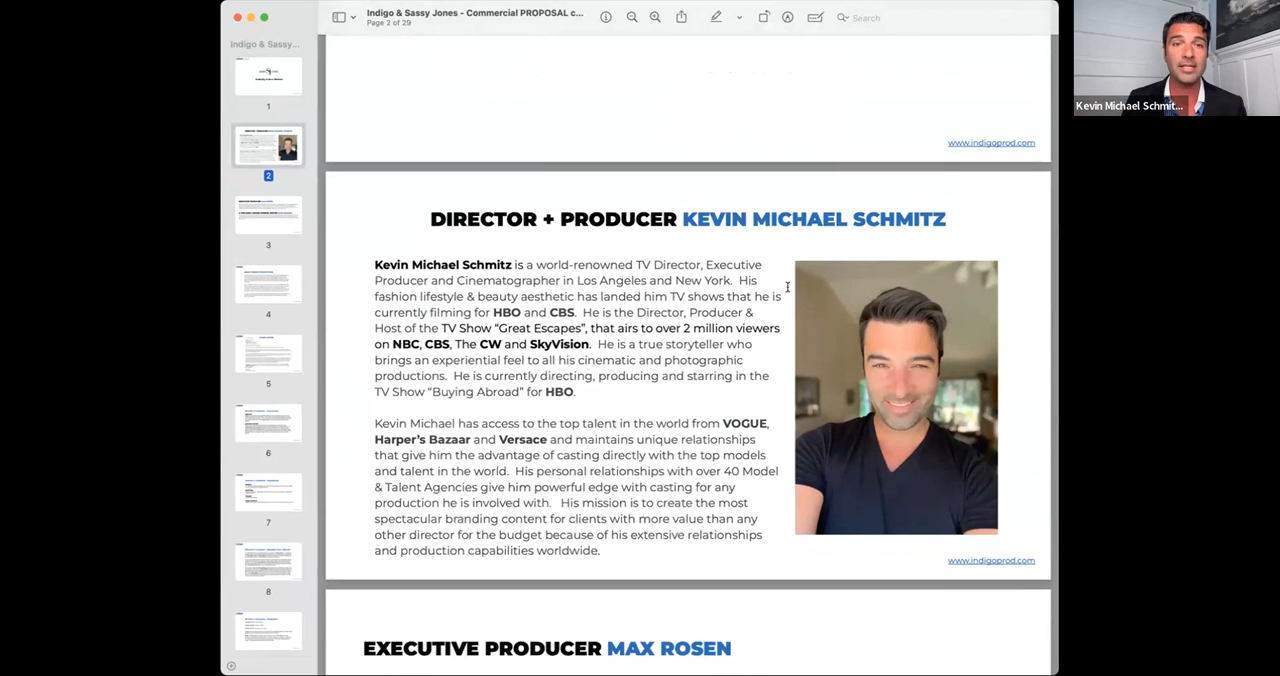 Indigo & Sassy Jones - Commercial PROPOSAL c...
Page 2 of 29
Search
Indigo & Sassy...
1
2
3
4
5
6
7
8
Kevin Michael Schmit...
www.indigoprod.com
DIRECTOR + PRODUCER KEVIN MICHAEL SCHMITZ
Kevin Michael Schmitz is a world-renowned TV Director, Executive
Producer and Cinematographer in Los Angeles and New York. His
fashion lifestyle & beauty aesthetic has landed him TV shows that he is
currently filming for HBO and CBS. He is the Director, Producer &
Host of the TV Show “Great Escapes”, that airs to over 2 million viewers
on NBC, CBS, The CW and SkyVision. He is a true storyteller who
brings an experiential feel to all his cinematic and photographic
productions. He is currently directing, producing and starring in the
TV Show “Buying Abroad” for HBO.
Kevin Michael has access to the top talent in the world from VOGUE,
Harper’s Bazaar and Versace and maintains unique relationships
that give him the advantage of casting directly with the top models
and talent in the world. His personal relationships with over 40 Model
& Talent Agencies give him powerful edge with casting for any
production he is involved with. His mission is to create the most
spectacular branding content for clients with more value than any
other director for the budget because of his extensive relationships
and production capabilities worldwide.
www.indigoprod.com
EXECUTIVE PRODUCER MAX ROSEN